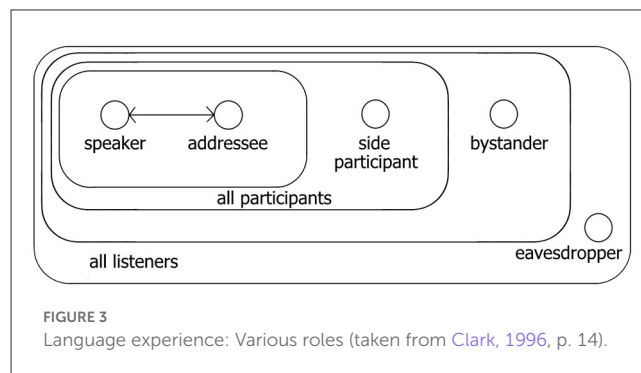 speaker
addressee
side
participant
bystander
all participants
eavesdropper
all listeners
FIGURE 3
Language experience: Various roles (taken from Clark, 1996, p. 14).